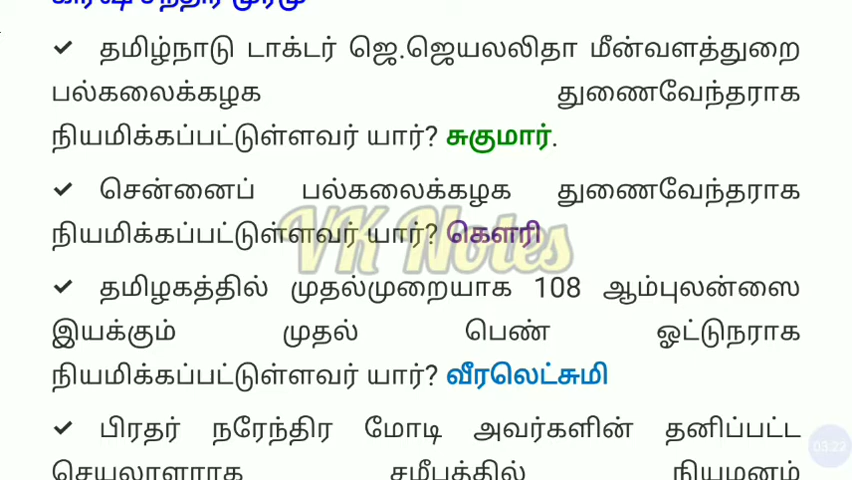 கிரிஷ் சந்திர முர்மு
✓ தமிழ்நாடு டாக்டர் ஜெ.ஜெயலலிதா மீன்வளத்துறை
பல்கலைக்கழக துணைவேந்தராக
நியமிக்கப்பட்டுள்ளவர் யார்? சுகுமார்.
✓ சென்னைப் பல்கலைக்கழக துணைவேந்தராக
நியமிக்கப்பட்டுள்ளவர் யார்? கௌரி
VK Notes
✓ தமிழகத்தில் முதல்முறையாக 108 ஆம்புலன்ஸை
இயக்கும் முதல் பெண் ஓட்டுநராக
நியமிக்கப்பட்டுள்ளவர் யார்? வீரலெட்சுமி
✓ பிரதர் நரேந்திர மோடி அவர்களின் தனிப்பட்ட
செயலாளராக சமீபத்தில் நியமனம்
03:22